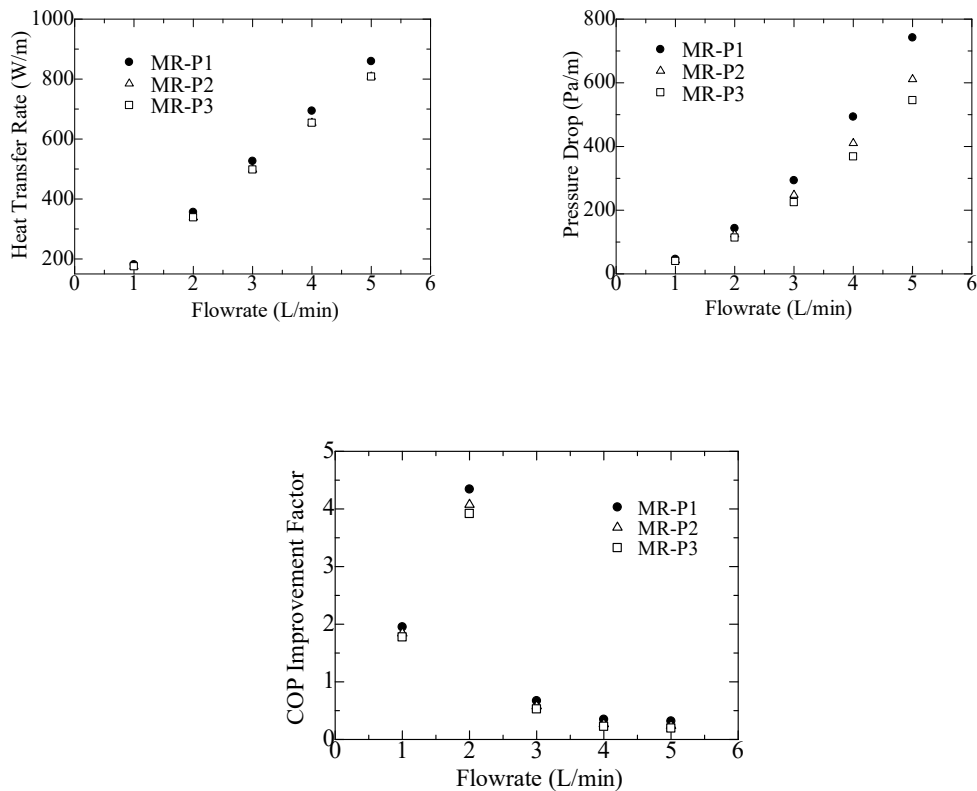 1000
800
600
400
200
Heat Transfer Rate (W/m)
MR-P1
MR-P2
MR-P3
0 1 2 3 4 5 6
Flowrate (L/min)
800
600
400
200
0
Pressure Drop (Pa/m)
MR-P1
MR-P2
MR-P3
0 1 2 3 4 5 6
Flowrate (L/min)
5
4
3
2
1
0
COP Improvement Factor
MR-P1
MR-P2
MR-P3
0 1 2 3 4 5 6
Flowrate (L/min)